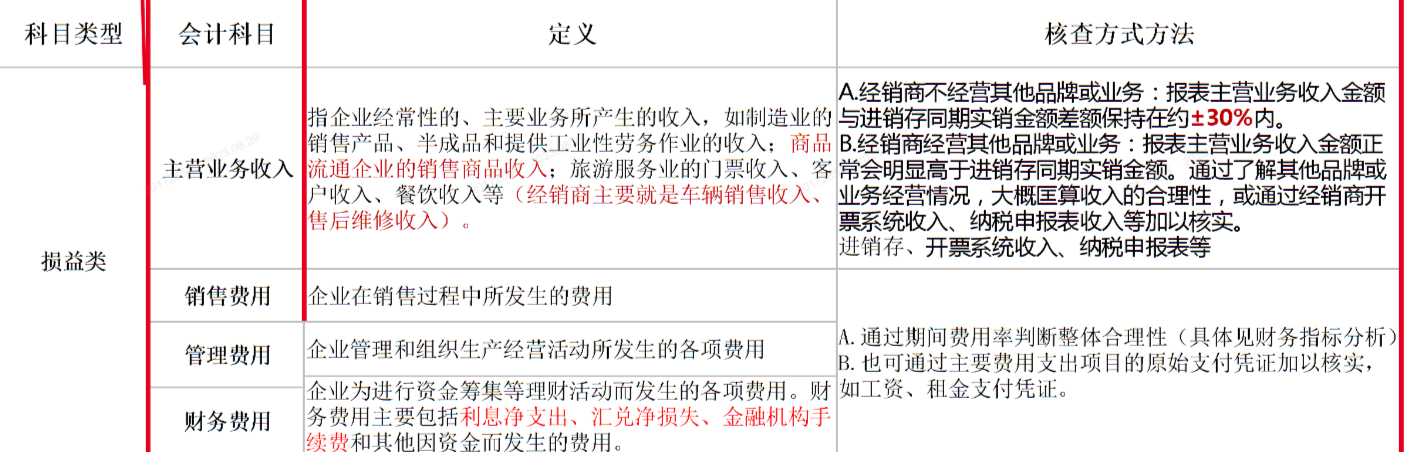 科目类型 会计科目 定义 核查方式方法
损益类
主营业务收入
指企业经常性的、主要业务所产生的收入，如制造业的
销售产品、半成品和提供工业性劳务作业的收入；商品
流通企业的销售商品收入；旅游服务业的门票收入、客
户收入、餐饮收入等（经销商主要就是车辆销售收入、
售后维修收入）。
A.经销商不经营其他品牌或业务：报表主营业务收入金额
与进销存同期实销金额差额保持在约±30%内。
B.经销商经营其他品牌或业务：报表主营业务收入金额正
常会明显高于进销存同期实销金额。通过了解其他品牌或
业务经营情况，大概匡算收入的合理性，或通过经销商开
票系统收入、纳税申报表收入等加以核实。
进销存、开票系统收入、纳税申报表等
销售费用
企业在销售过程中所发生的费用
管理费用
企业管理和组织生产经营活动所发生的各项费用
财务费用
企业为进行资金筹集等理财活动而发生的各项费用。财
务费用主要包括利息净支出、汇兑净损失、金融机构手
续费和其他因资金而发生的费用。
A.通过期间费用率判断整体合理性（具体见财务指标分析）
B.也可通过主要费用支出项目的原始支付凭证加以核实，
如工资、租金支付凭证。